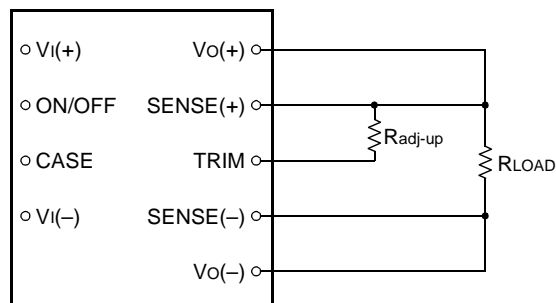 VI(+) VO(+)
ON/OFF SENSE(+)
Radj-up
CASE TRIM
RLOAD
VI(–) SENSE(–)
VO(–)